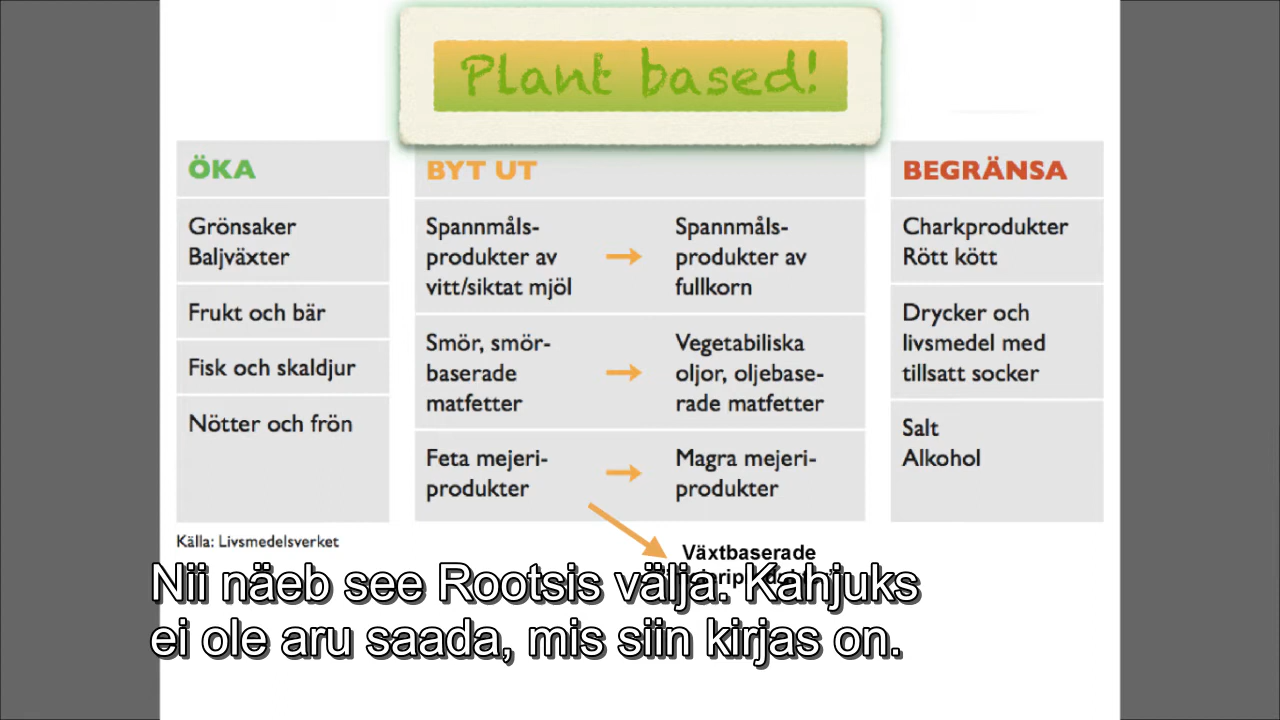 Plant based!
ÖKA
Grönsaker
Baljväxter
Frukt och bär
Fisk och skaldjur
Nötter och frön
BYT UT
Spannmåls-
produkter av
vitt/siktat mjöl
Spannmåls-
produkter av
fullkorn
Smör, smör-
baserade
matfetter
Vegetabiliska
oljor, oljebase-
rade matfetter
Feta mejeri-
produkter
Magra mejeri-
produkter
BEGRÄNSA
Charkprodukter
Rött kött
Drycker och
livsmedel med
tillsatt socker
Salt
Alkohol
Källa: Livsmedelsverket
Växtbaserade
Nii näeb see Rootsis välja. Kahjuks
ei ole aru saada, mis siin kirjas on.